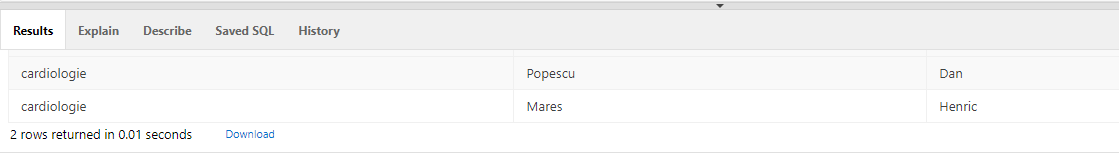 Results Explain Describe Saved SQL History
cardiologie Popescu Dan
cardiologie Mares Henric
2 rows returned in 0.01 seconds Download